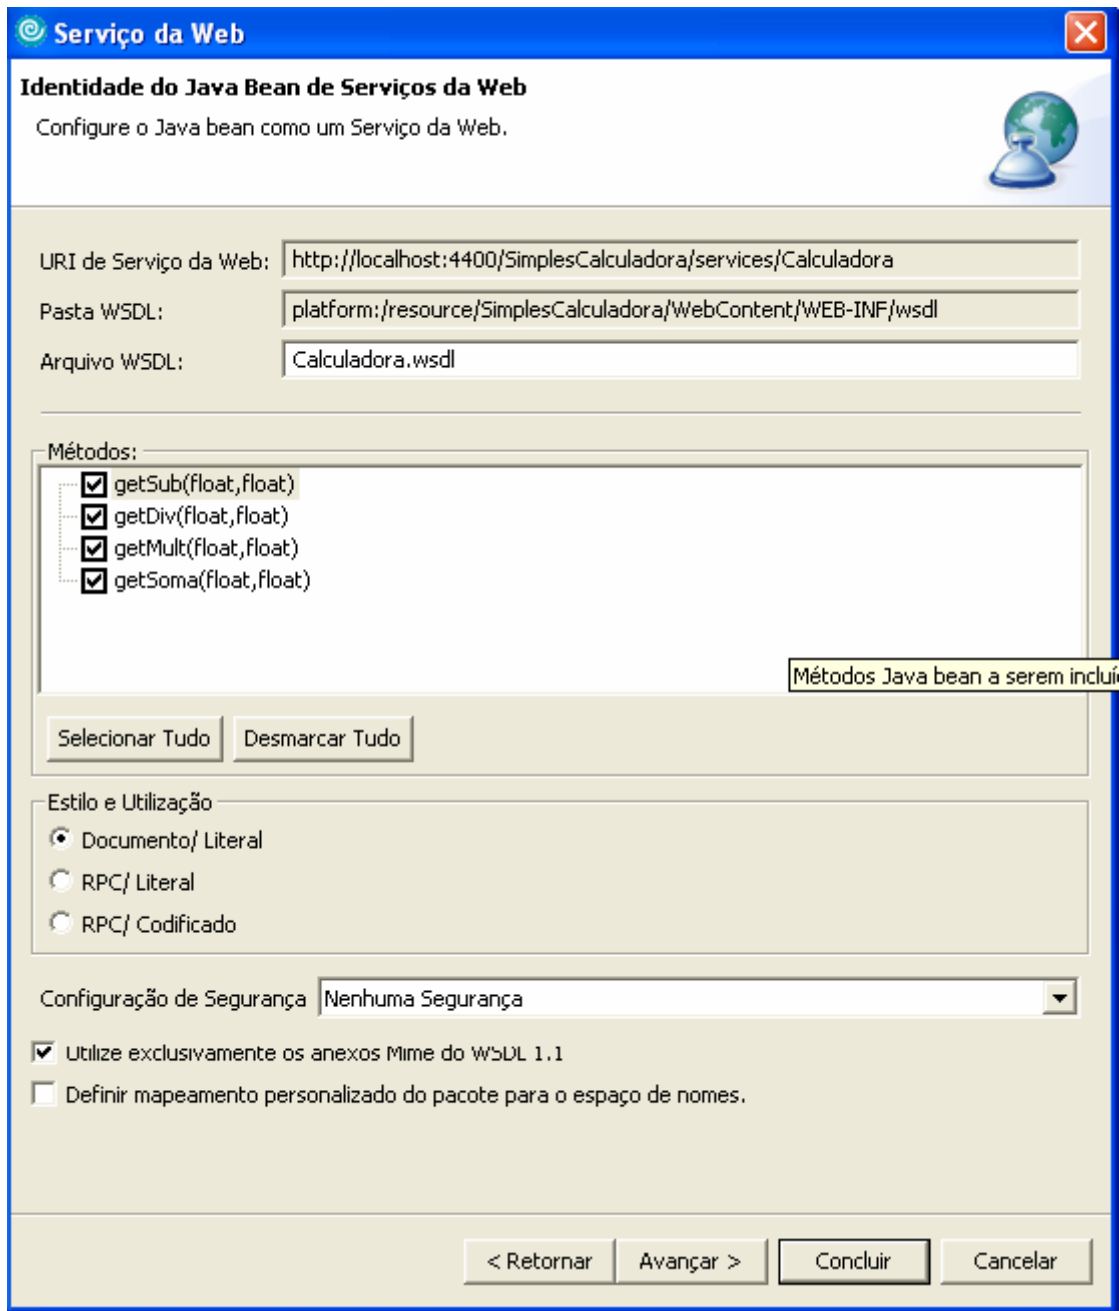 Serviço da Web
Identidade do Java Bean de Serviços da Web
Configure o Java bean como um Serviço da Web.
URI de Serviço da Web: http://localhost:4400/SimplesCalculadora/services/Calculadora
Pasta WSDL: platform:/resource/SimplesCalculadora/WebContent/WEB-INF/wsdl
Arquivo WSDL: Calculadora.wsdl
Métodos:
getSub(float,float)
getDiv(float,float)
getMult(float,float)
getSoma(float,float)
Métodos Java bean a serem
Selecionar Tudo Desmarcar Tudo
Estilo e Utilização
Documento/ Literal
RPC/ Literal
RPC/ Codificado
Configuração de Segurança Nenhuma Segurança
Utilize exclusivamente os anexos Mime do WSDL 1.1
Definir mapeamento personalizado do pacote para o espaço de nomes.
< Retornar Avançar > Concluir Cancelar